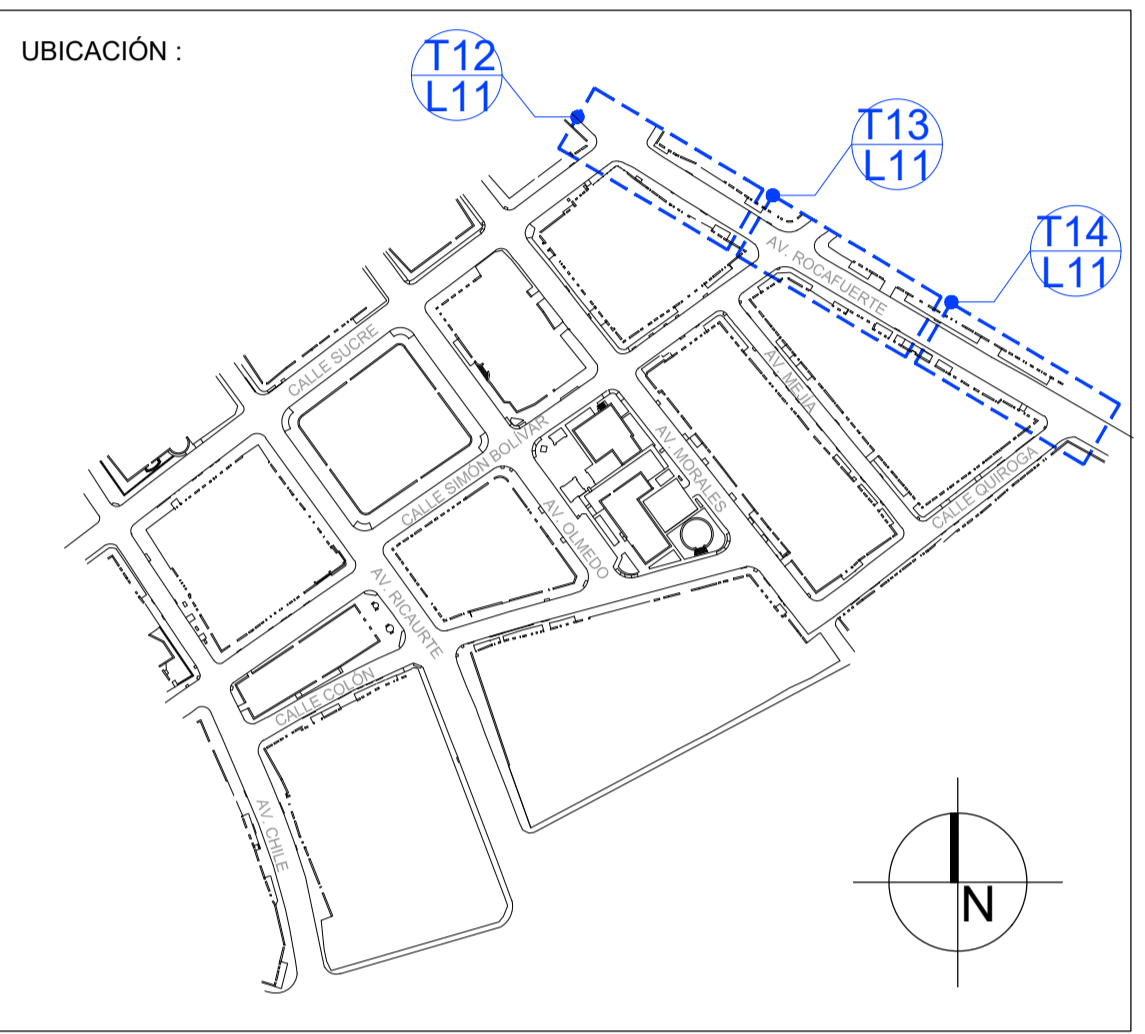 UBICACIÓN :
T12
L11
T13
L11
T14
L11
AV. ROCAFUERTE
CALLE SUCRE
AV. MEJIA
CALLE SIMÓN BOLÍVAR
AV. MORALES
CALLE QUIROGA
AV. OLMEDO
AV. RICAURTE
CALLE COLÓN
AV. CHILE
N